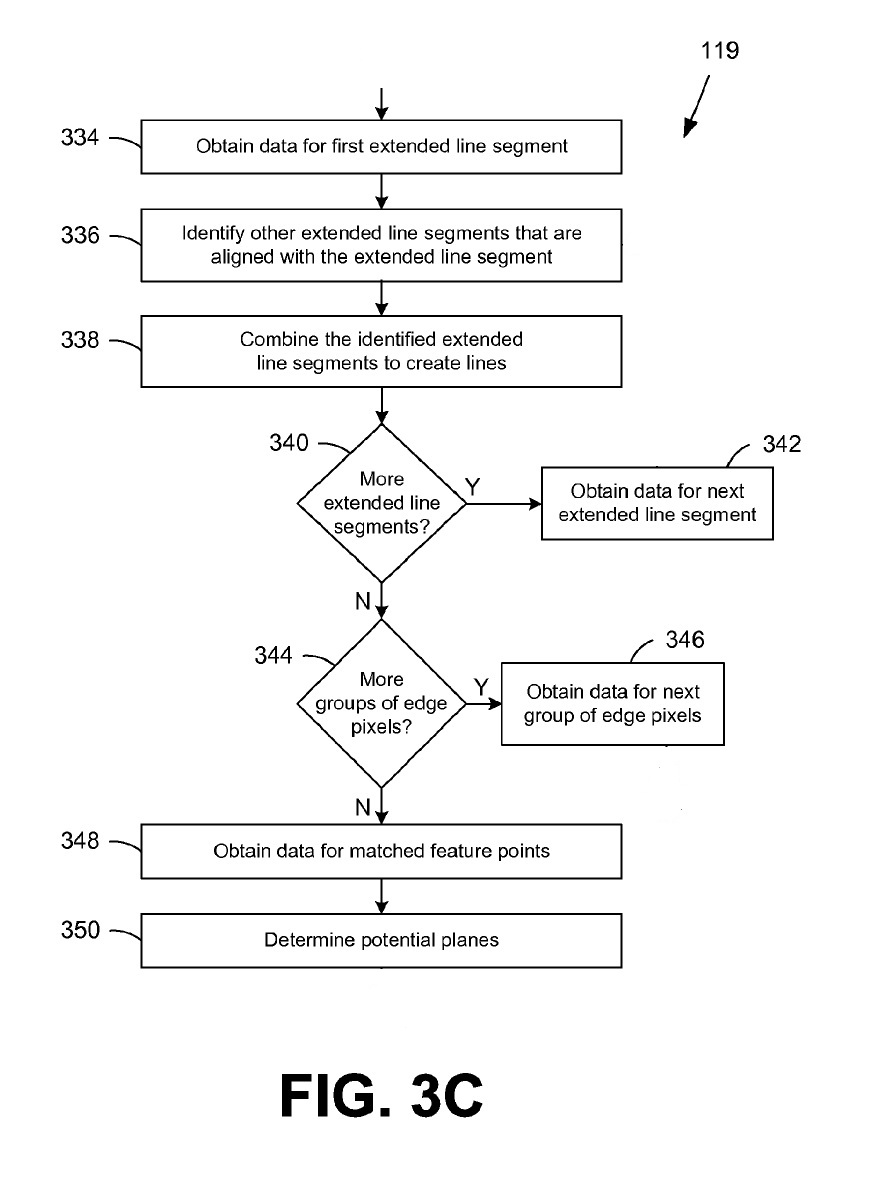 119
334
Obtain data for first extended line segment
336
Identify other extended line segments that are
aligned with the extended line segment
338
Combine the identified extended
line segments to create lines
340
More
extended line
segments?
Y
342
Obtain data for next
extended line segment
N
344
More
groups of edge
pixels?
Y
346
Obtain data for next
group of edge pixels
N
348
Obtain data for matched feature points
350
Determine potential planes
FIG. 3C